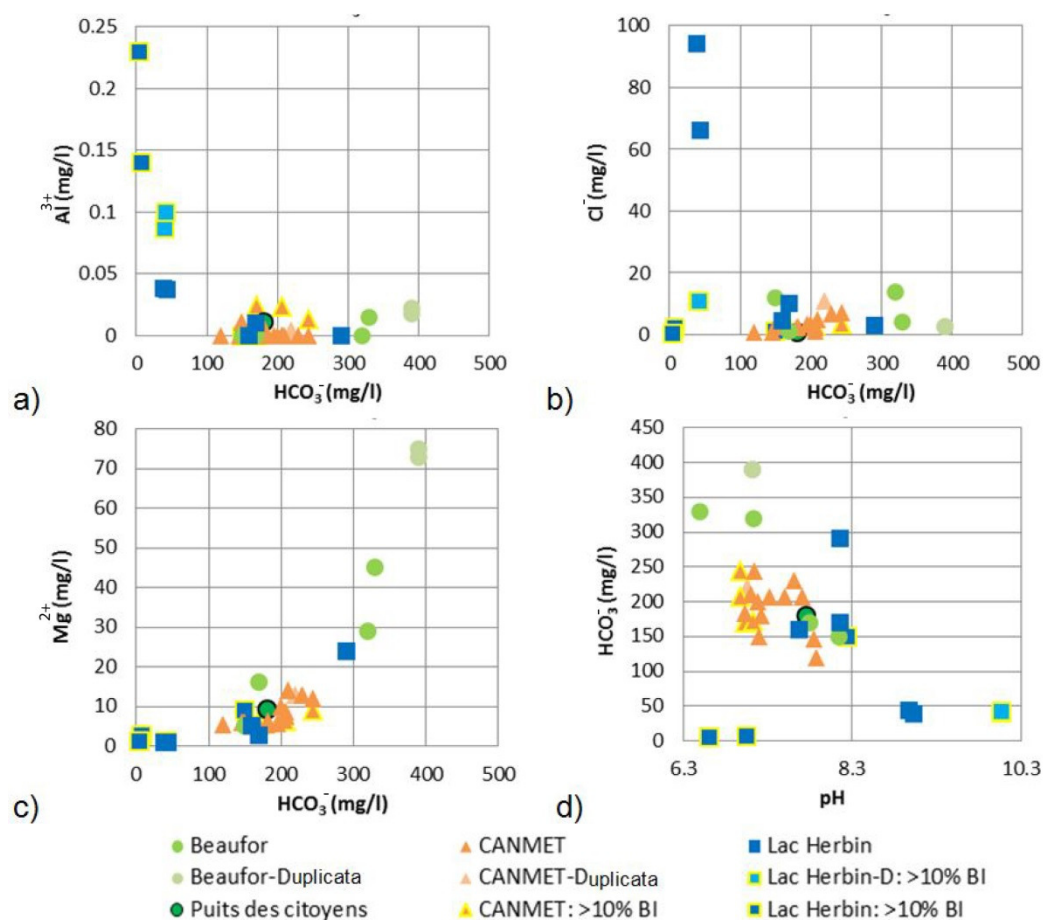 0.25
0.2
0.15
0.1
0.05
0
Al³⁺ (mg/l)
0 100 200 300 400 500
HCO₃⁻ (mg/l)
a)
100
80
60
40
20
0
Cl⁻ (mg/l)
0 100 200 300 400 500
HCO₃⁻ (mg/l)
b)
80
70
60
50
40
30
20
10
0
Mg²⁺ (mg/l)
0 100 200 300 400 500
HCO₃⁻ (mg/l)
c)
450
400
350
300
250
200
150
100
50
0
HCO₃⁻ (mg/l)
6.3 8.3 10.3
pH
d)
Beaufor
CANMET
Lac Herbin
Beaufor-Duplicata
CANMET-Duplicata
Lac Herbin-D: >10% BI
Puits des citoyens
CANMET: >10% BI
Lac Herbin: >10% BI